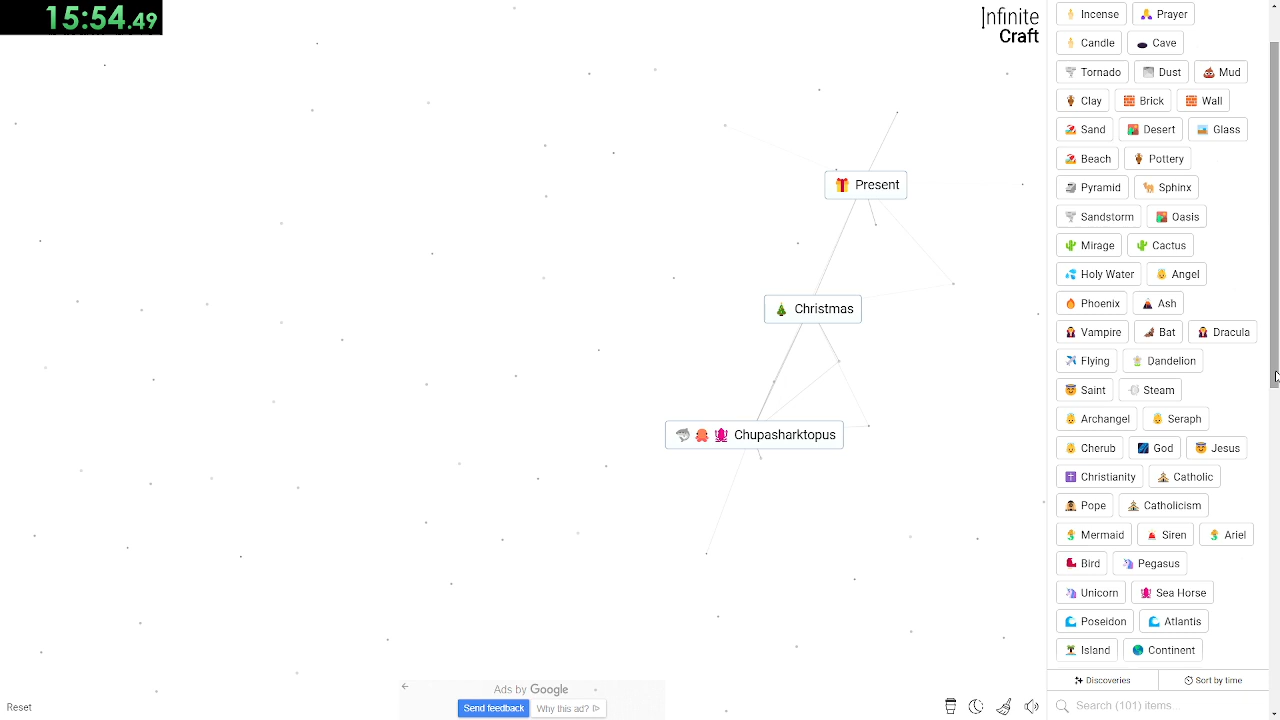 15:54.49
Infinite
Craft
Present
Christmas
Chupasharktopus
Incense Prayer
Candle Cave
Tornado Dust Mud
Clay Brick Wall
Sand Desert Glass
Beach Pottery
Pyramid Sphinx
Sandstorm Oasis
Mirage Cactus
Holy Water Angel
Phoenix Ash
Vampire Bat Dracula
Flying Dandelion
Saint Steam
Archangel
Cherub God Jesus
Christianity Catholic
Pope Catholicism
Mermaid Siren Ariel
Bird Pegasus
Unicorn Sea Horse
Poseidon Atlantis
Island Continent
Discoveries Sort by time
Search (101) items...
Reset
Ads by Google
Send feedback Why this ad?